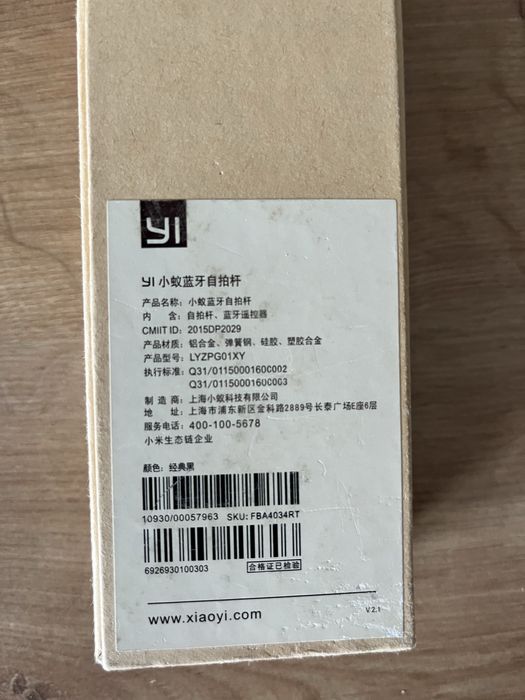 YI
YI 小蚁蓝牙自拍杆
产品名称: 小蚁蓝牙自拍杆
内 含: 自拍杆、蓝牙遥控器
CMIIT ID: 2015DP2029
产品材质: 铝合金、弹簧钢、硅胶、塑胶合金
产品型号: LYZPG01XY
执行标准: Q31/0115000160C002
Q31/0115000160C003
制 造 商: 上海小蚁科技有限公司
地 址: 上海市浦东新区金科路2889号长泰广场E座6层
服务电话: 400-100-5678
小米生态链企业
颜色: 经典黑
10930/00057963 SKU: FBA4034RT
6926930100303 合格证已检验
www.xiaoyi.com V.2.1